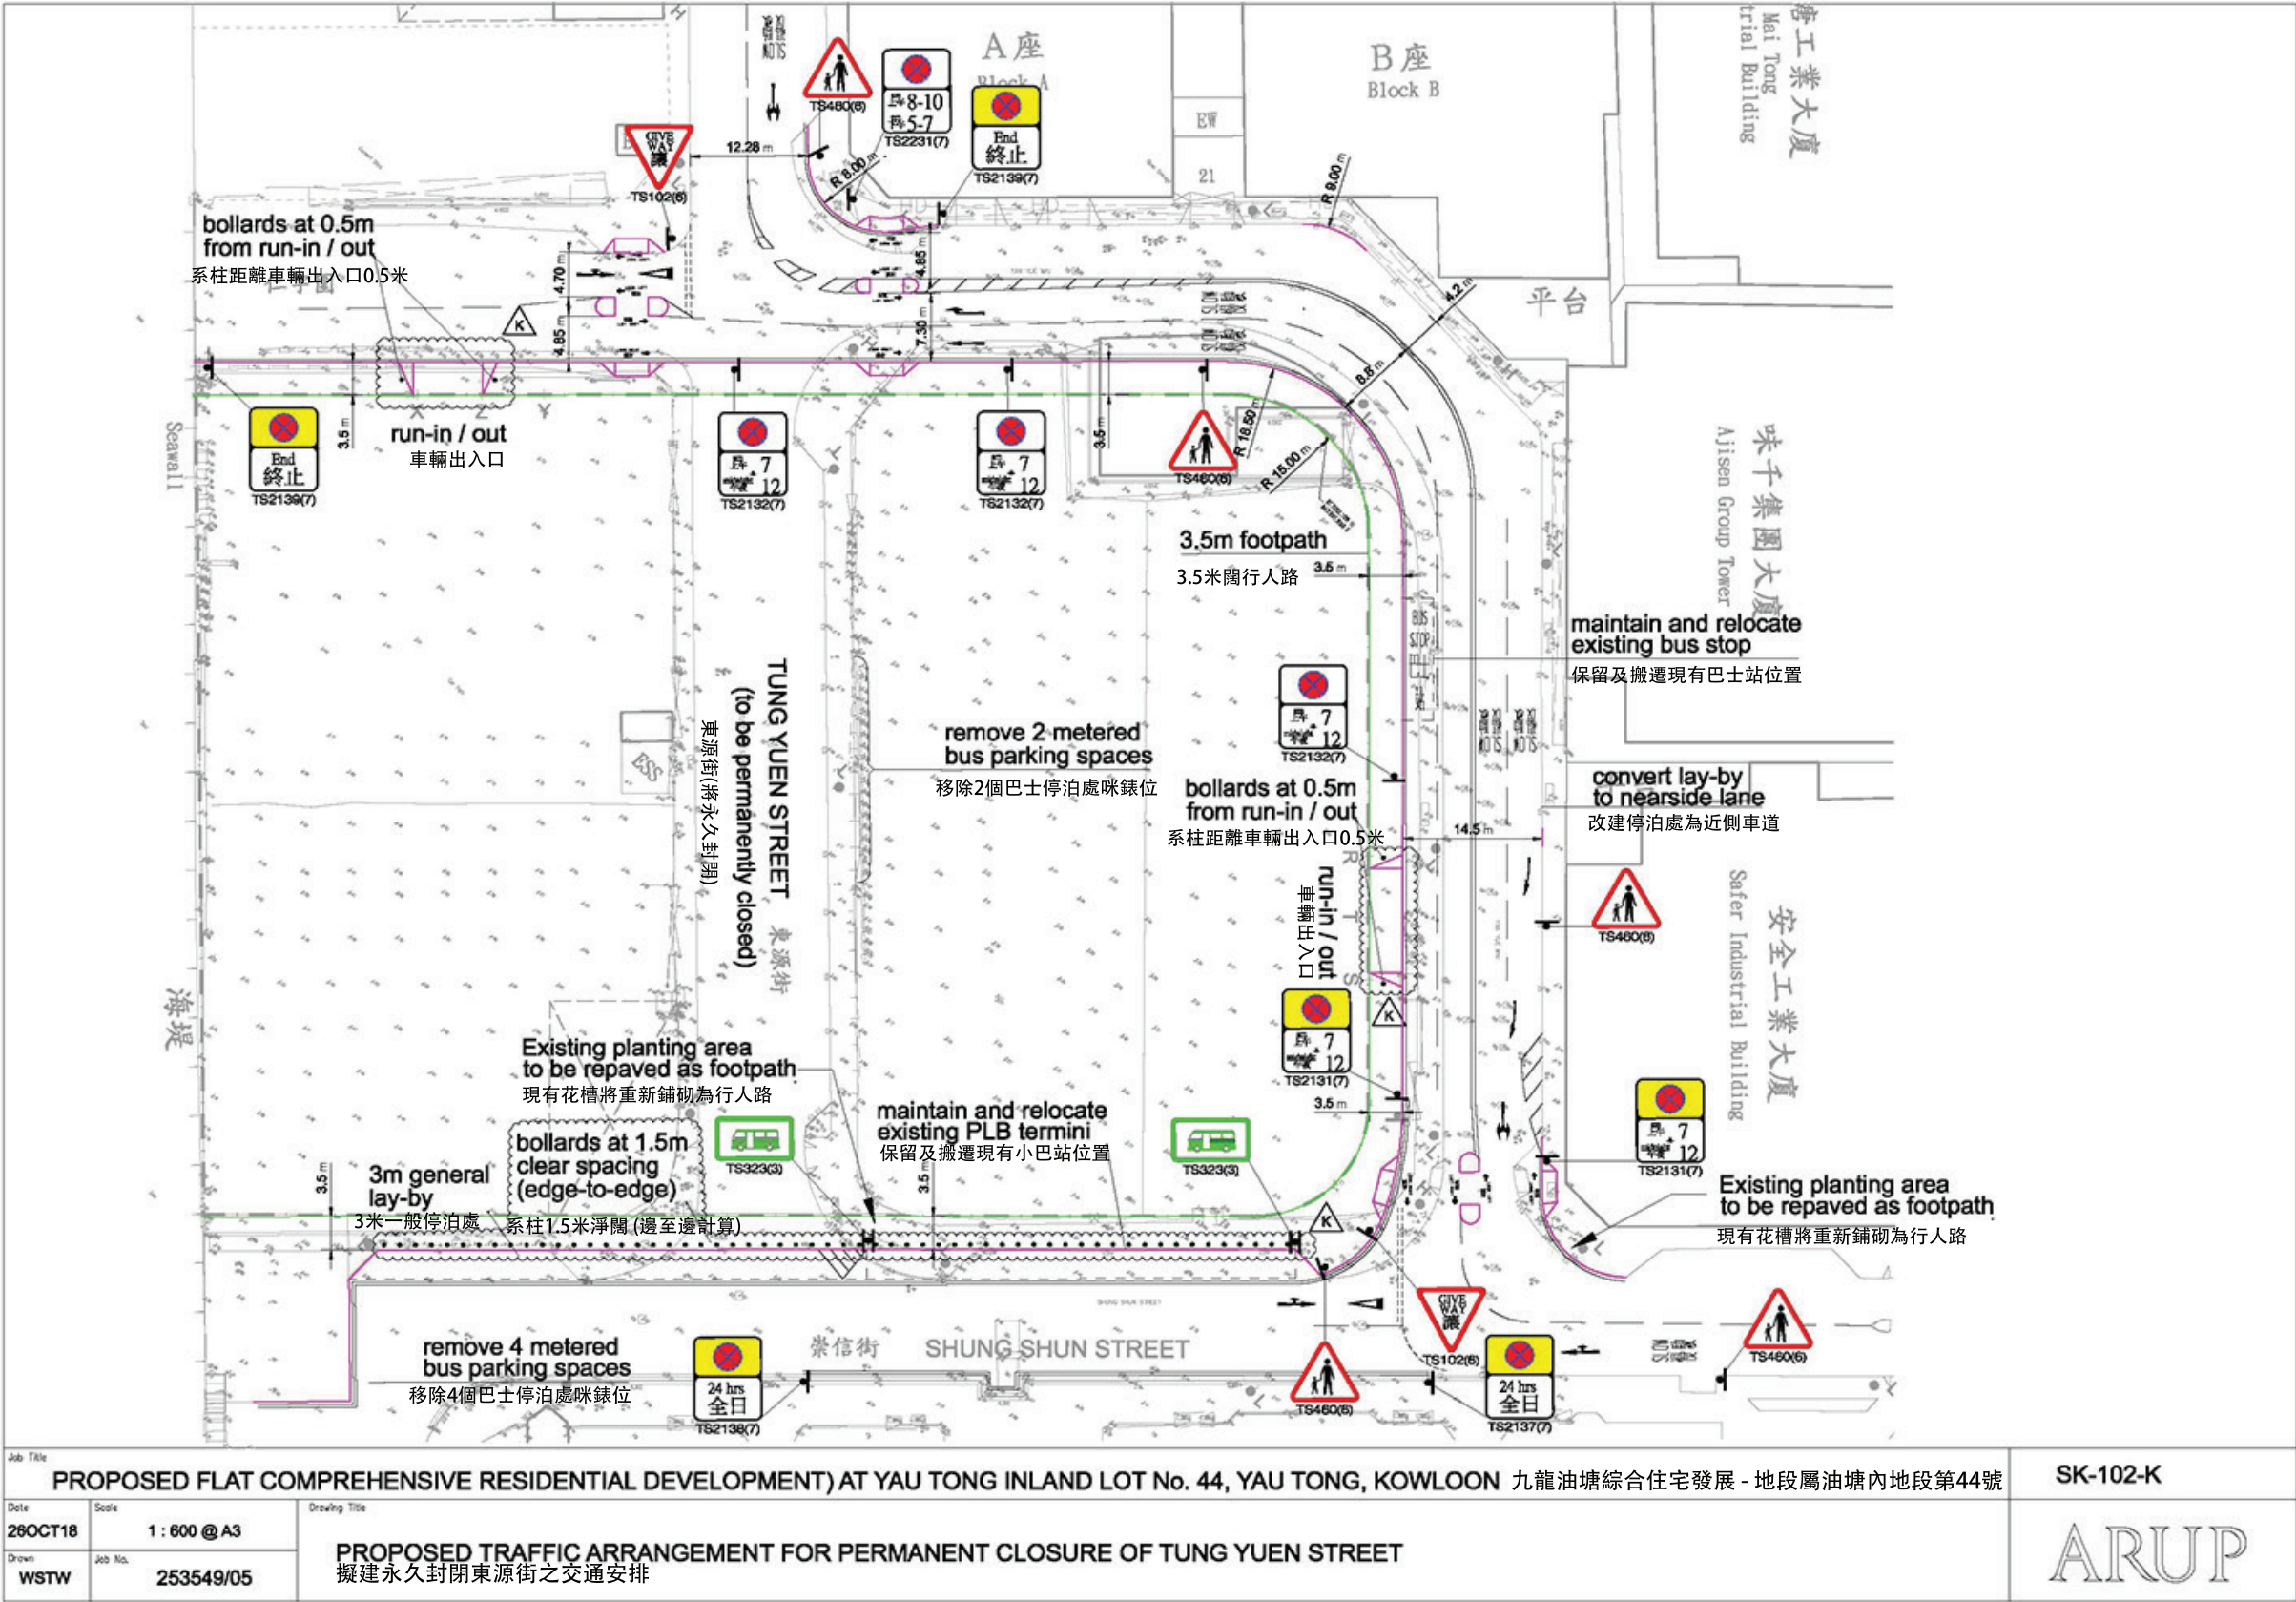 A座
Block A
B座
Block B
Mai Tong
trial Building
唐工業大廈
TS460(6)
8-10
5-7
TS2231(7)
End
終止
TS2139(7)
GIVE
WAY
讓
TS102(6)
12.28 m
R 8.00 m
EW
21
R 9.00 m
bollards at 0.5m
from run-in / out
系柱距離車輛出入口0.5米
4.70 m
4.85 m
4.85 m
7.30 m
K
4.2 m
8.8 m
平台
End
終止
TS2139(7)
3.5 m
X
Z
Y
run-in / out
車輛出入口
7
12
TS2132(7)
7
12
TS2132(7)
3.5 m
TS460(6)
R 18.50 m
R 15.00 m
Seawall
海堤
味千集團大廈
Ajisen Group Tower
3.5m footpath
3.5米闊行人路
3.5 m
BUS
STOP
maintain and relocate
existing bus stop
保留及搬遷現有巴士站位置
TUNG YUEN STREET
(to be permanently closed)
東源街(將永久封閉)
東源街
ESS
remove 2 metered
bus parking spaces
移除2個巴士停泊處咪錶位
7
12
TS2132(7)
bollards at 0.5m
from run-in / out
系柱距離車輛出入口0.5米
convert lay-by
to nearside lane
改建停泊處為近側車道
14.5 m
R
T
S
run-in / out
車輛出入口
K
TS460(6)
Safer Industrial Building
安全工業大廈
7
12
TS2131(7)
3.5 m
Existing planting area
to be repaved as footpath
現有花槽將重新鋪砌為行人路
bollards at 1.5m
clear spacing
(edge-to-edge)
系柱1.5米淨闊 (邊至邊計算)
TS323(3)
maintain and relocate
existing PLB termini
保留及搬遷現有小巴站位置
TS323(3)
7
12
TS2131(7)
Existing planting area
to be repaved as footpath
現有花槽將重新鋪砌為行人路
3.5 m
3m general
lay-by
3米一般停泊處
3.5 m
K
SHUNG SHUN STREET
崇信街
SHUNG SHUN STREET
remove 4 metered
bus parking spaces
移除4個巴士停泊處咪錶位
24 hrs
全日
TS2138(7)
TS460(6)
GIVE
WAY
讓
TS102(6)
24 hrs
全日
TS2137(7)
TS460(6)
Job Title
PROPOSED FLAT COMPREHENSIVE RESIDENTIAL DEVELOPMENT) AT YAU TONG INLAND LOT No. 44, YAU TONG, KOWLOON 九龍油塘綜合住宅發展 - 地段屬油塘內地段第44號
SK-102-K
Date
26OCT18
Scale
1 : 600 @ A3
Drawing Title
PROPOSED TRAFFIC ARRANGEMENT FOR PERMANENT CLOSURE OF TUNG YUEN STREET
擬建永久封閉東源街之交通安排
Drawn
WSTW
Job No.
253549/05
ARUP